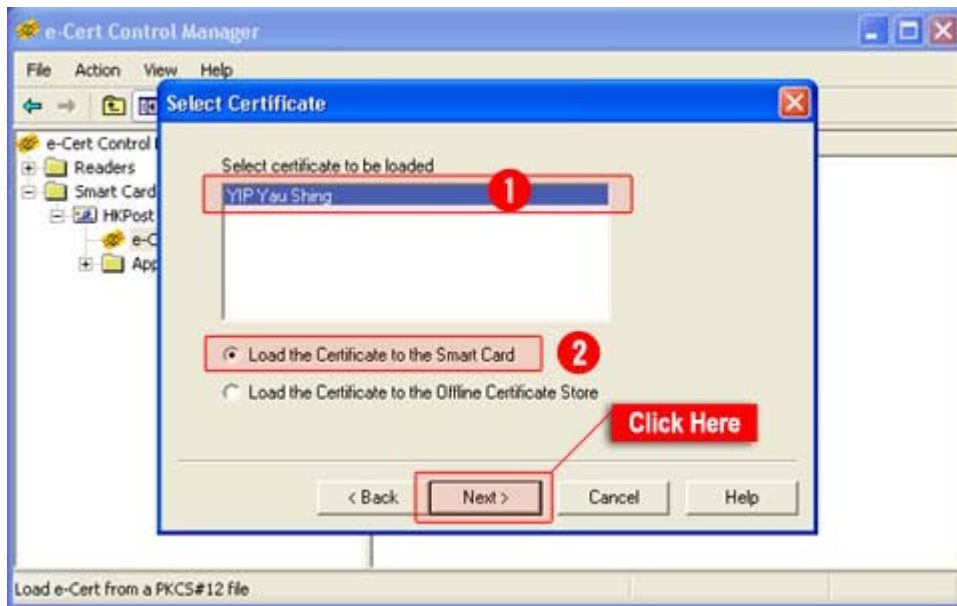 e-Cert Control Manager
File Action View Help
Select Certificate
e-Cert Control
Readers
Smart Card
HKPost
e-C
App
Select certificate to be loaded
YIP Yau Shing
1
Load the Certificate to the Smart Card
2
Load the Certificate to the Offline Certificate Store
Click Here
< Back Next > Cancel Help
Load e-Cert from a PKCS#12 file